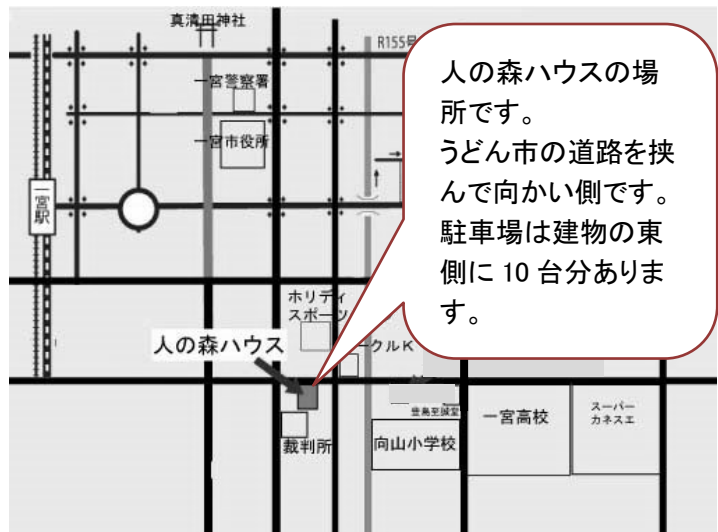 真清田神社
R155号
一宮警察署
一宮市役所
一宮駅
人の森ハウスの場
所です。
うどん市の道路を挟
んで向かい側です。
駐車場は建物の東
側に 10 台分ありま
す。
ホリディ
スポーツ
人の森ハウス
ークルK
豊島至誠堂
裁判所
向山小学校
一宮高校
スーパー
カネスエ